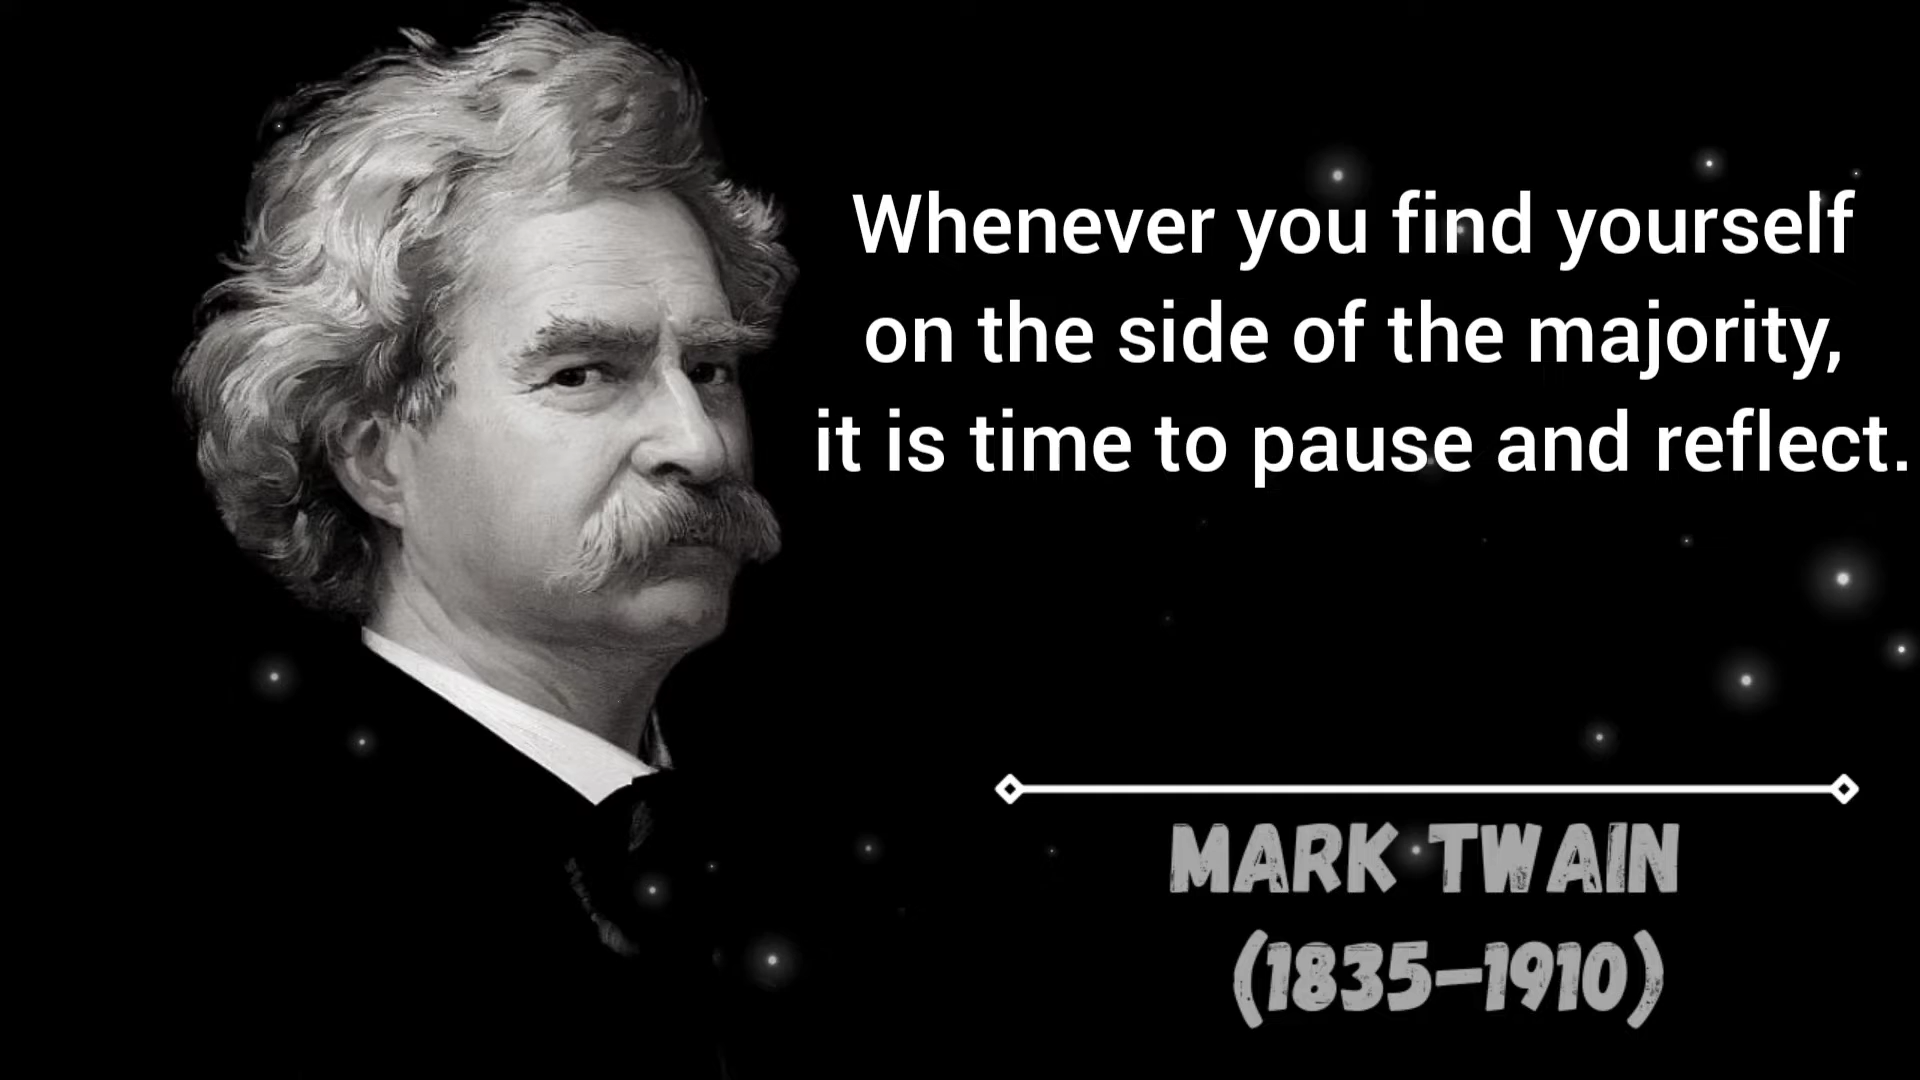 Whenever you find yourself
on the side of the majority,
it is time to pause and reflect.
MARK TWAIN
(1835–1910)